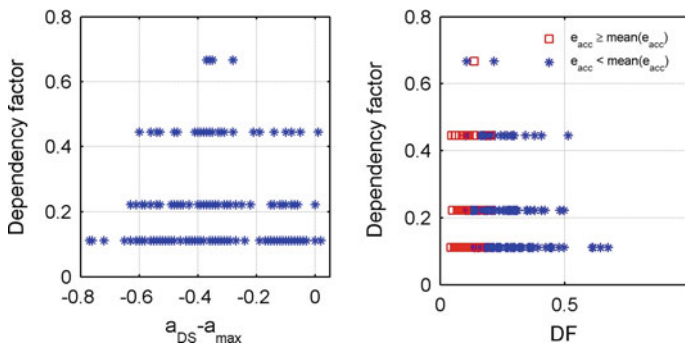 Dependency factor
0.8
0.6
0.4
0.2
0
-0.8
-0.6
-0.4
-0.2
0
a_DS-a_max
Dependency factor
0.8
0.6
0.4
0.2
0
0
0.5
DF
e_acc ≥ mean(e_acc)
e_acc < mean(e_acc)